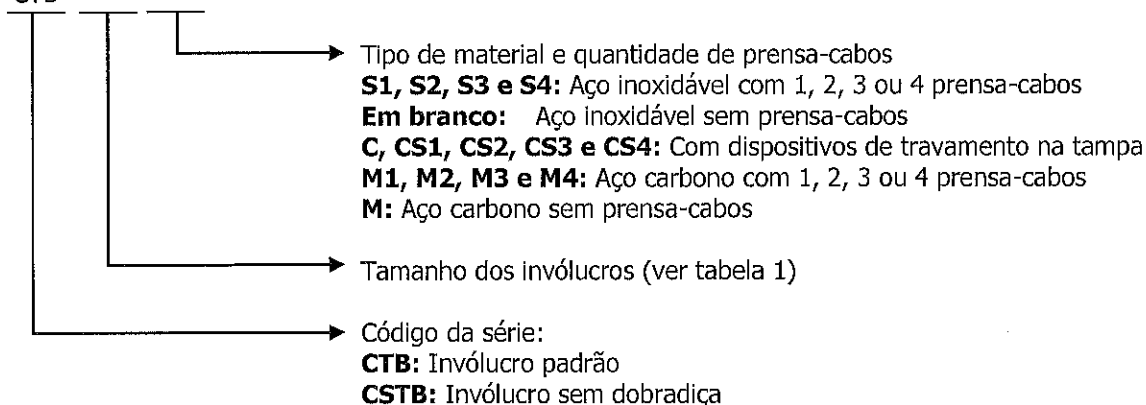 Tipo de material e quantidade de prensa-cabos
S1, S2, S3 e S4: Aço inoxidável com 1, 2, 3 ou 4 prensa-cabos
Em branco: Aço inoxidável sem prensa-cabos
C, CS1, CS2, CS3 e CS4: Com dispositivos de travamento na tampa
M1, M2, M3 e M4: Aço carbono com 1, 2, 3 ou 4 prensa-cabos
M: Aço carbono sem prensa-cabos
Tamanho dos invólucros (ver tabela 1)
Código da série:
CTB: Invólucro padrão
CSTB: Invólucro sem dobradiça